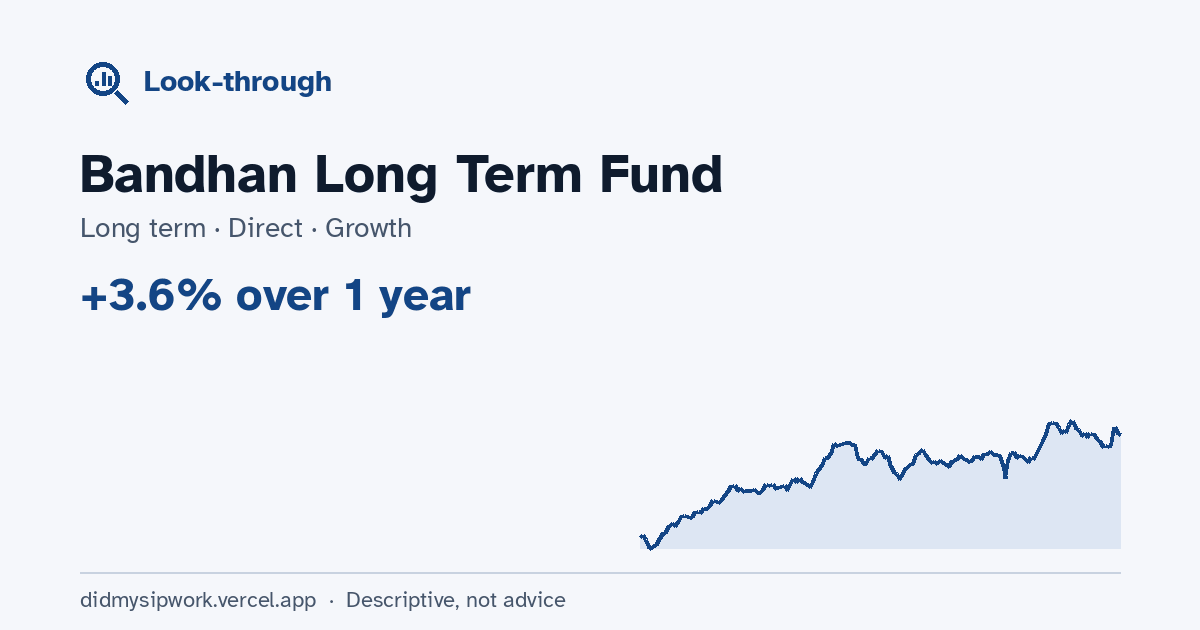 Look-through
Bandhan Long Term Fund
Long term · Direct · Growth
+3.6% over 1 year
didmysipwork.vercel.app · Descriptive, not advice